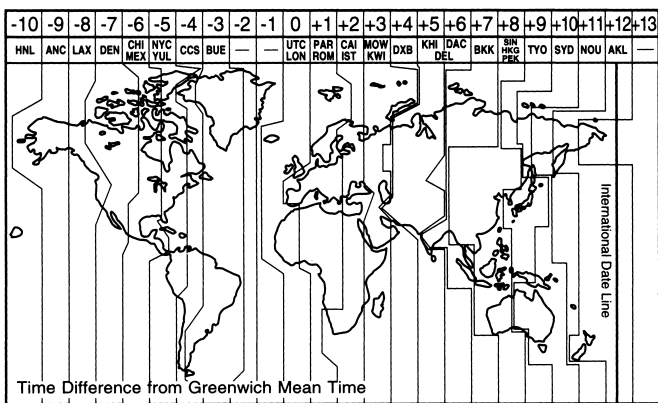 -10 -9 -8 -7 -6 -5 -4 -3 -2 -1 0 +1 +2 +3 +4 +5 +6 +7 +8 +9 +10 +11 +12 +13
HNL ANC LAX DEN CHI MEX NYC YUL CCS BUE — — UTC LON PAR ROM CAI IST MOW KWI DXB KHI DEL DAC BKK SIN HKG PEK TYO SYD NOU AKL —
International Date Line
Time Difference from Greenwich Mean Time